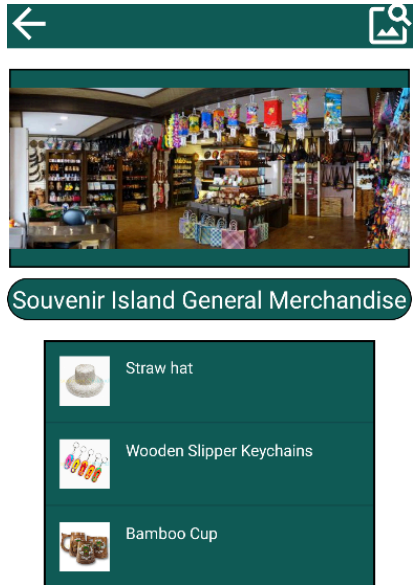 Souvenir Island General Merchandise
Straw hat
Wooden Slipper Keychains
Bamboo Cup